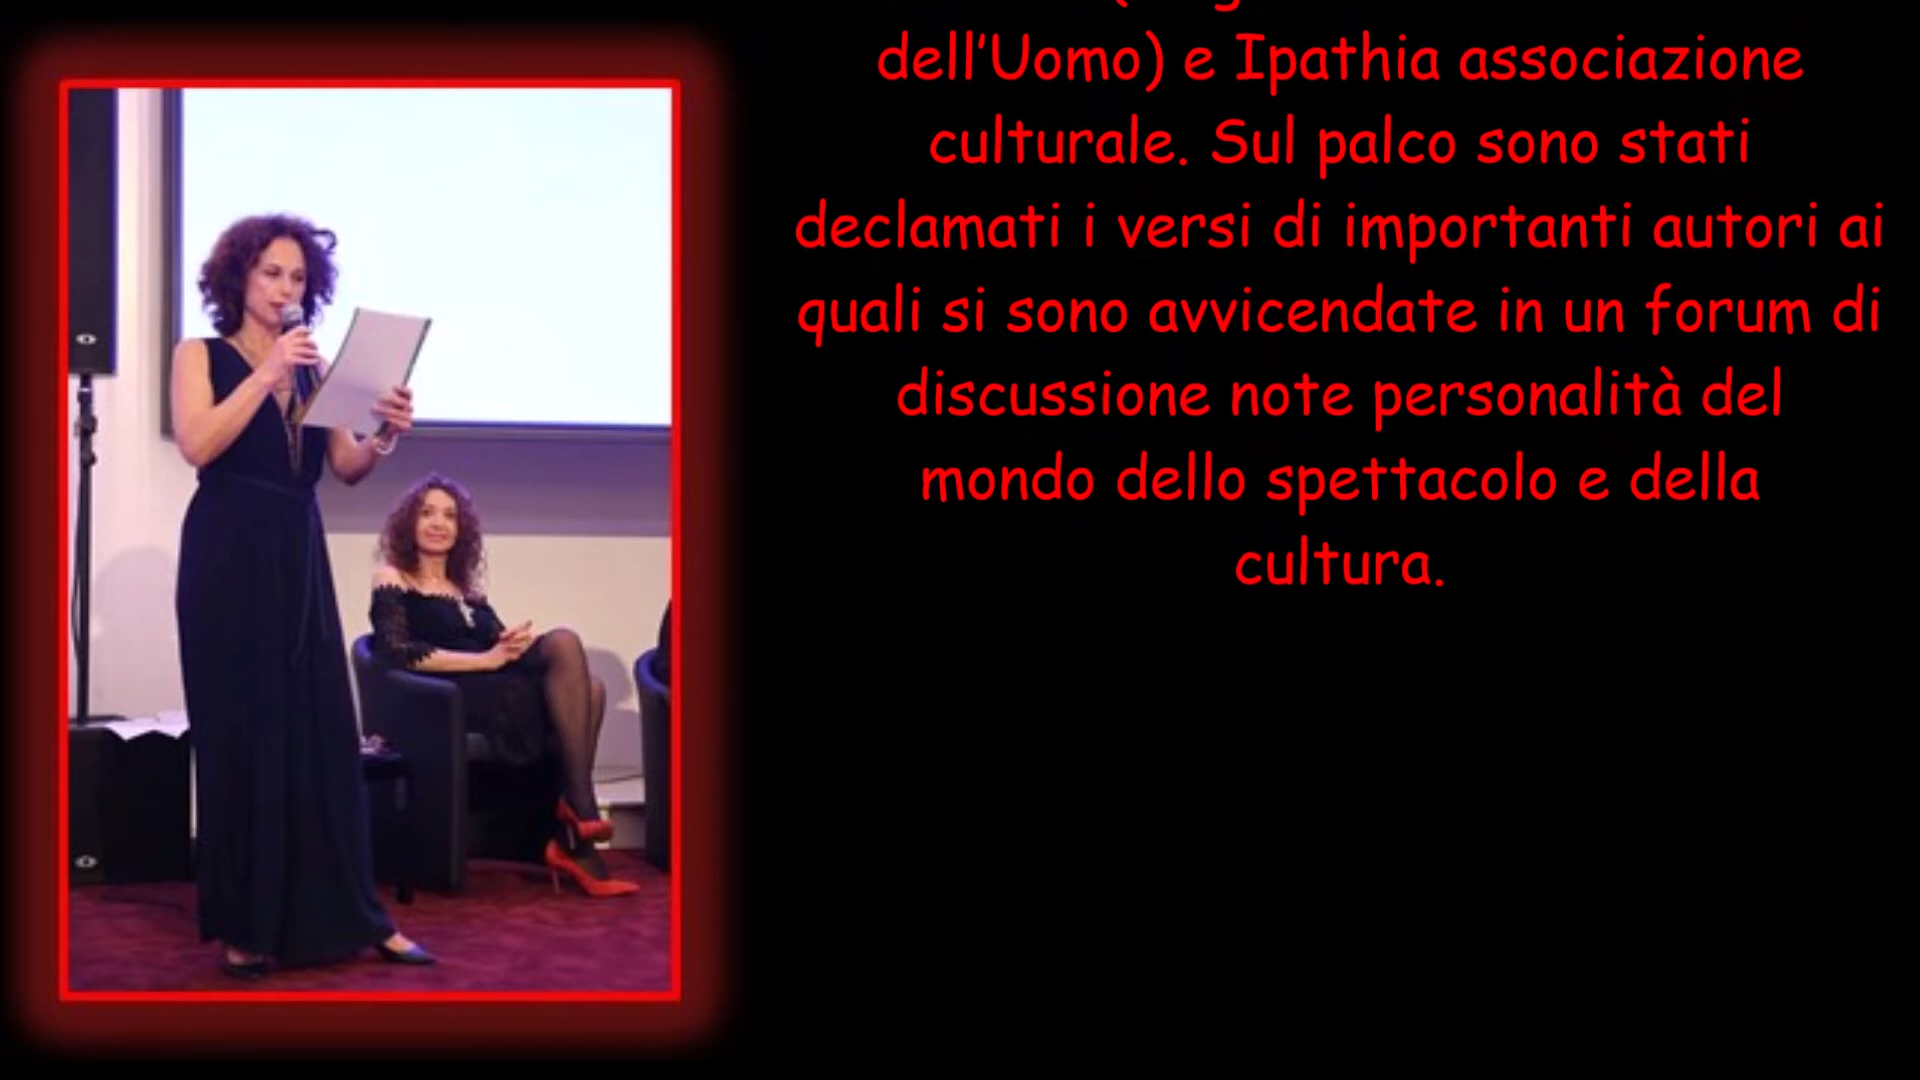 dell'Uomo) e Ipathia associazione
culturale. Sul palco sono stati
declamati i versi di importanti autori ai
quali si sono avvicendate in un forum di
discussione note personalità del
mondo dello spettacolo e della
cultura.